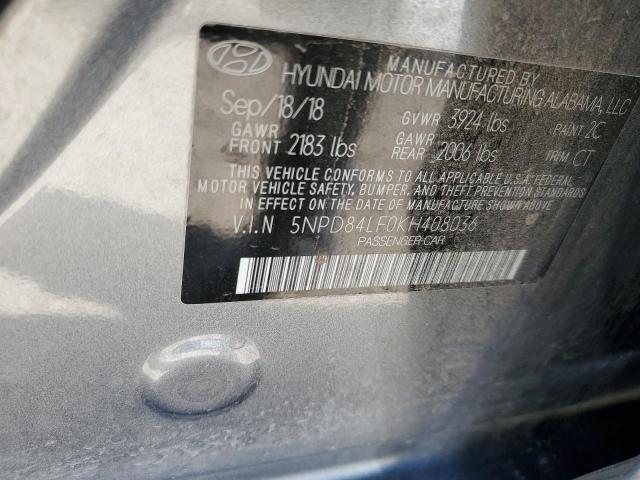 MANUFACTURED BY
HYUNDAI MOTOR MANUFACTURING ALABAMA, LLC
Sep/18/18 GVWR 3924 lbs PAINT 2C
GAWR FRONT 2183 lbs GAWR REAR 2006 lbs TRIM CT
THIS VEHICLE CONFORMS TO ALL APPLICABLE U.S.A. FEDERAL
MOTOR VEHICLE SAFETY, BUMPER, AND THEFT PREVENTION STANDARDS
IN EFFECT ON THE DATE OF MANUFACTURE SHOWN ABOVE.
V.I.N 5NPD84LF0KH408036
PASSENGER CAR